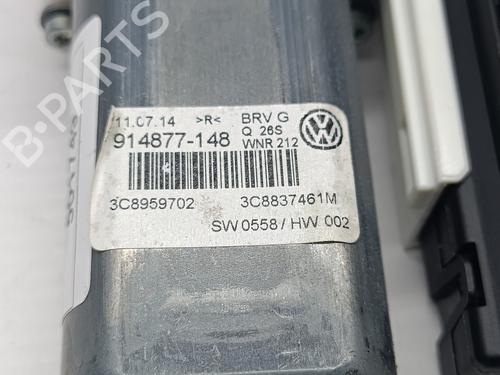 11.07.14 >R< BRV G
Q 26S
914877-148 WNR 212
3C8959702 3C8837461M
SW 0558 / HW 002
B-PARTS